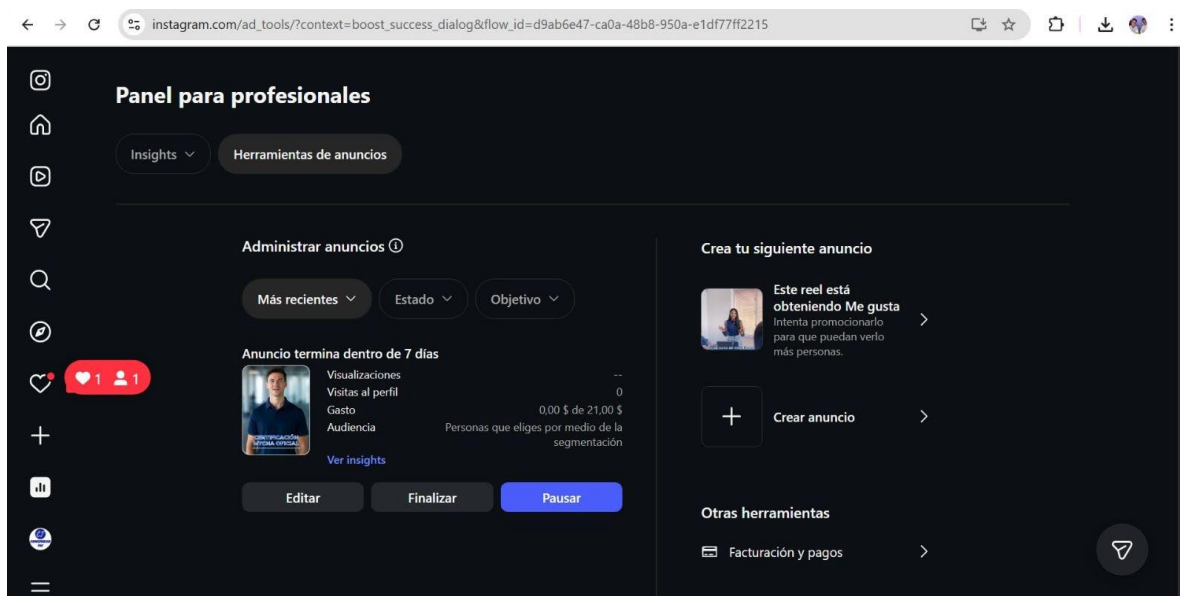 instagram.com/ad_tools/?context=boost_success_dialog&flow_id=d9ab6e47-ca0a-48b8-950a-e1df77ff2215
Panel para profesionales
Insights
Herramientas de anuncios
Administrar anuncios
Más recientes
Estado
Objetivo
Anuncio termina dentro de 7 días
Visualizaciones --
Visitas al perfil 0
Gasto 0,00 $ de 21,00 $
Audiencia Personas que eliges por medio de la
segmentación
Ver insights
CERTIFICACIÓN
OFICIAL
Editar
Finalizar
Pausar
1 1
Crea tu siguiente anuncio
Este reel está
obteniendo Me gusta
Intenta promocionarlo
para que puedan verlo
más personas.
Crear anuncio
Otras herramientas
Facturación y pagos